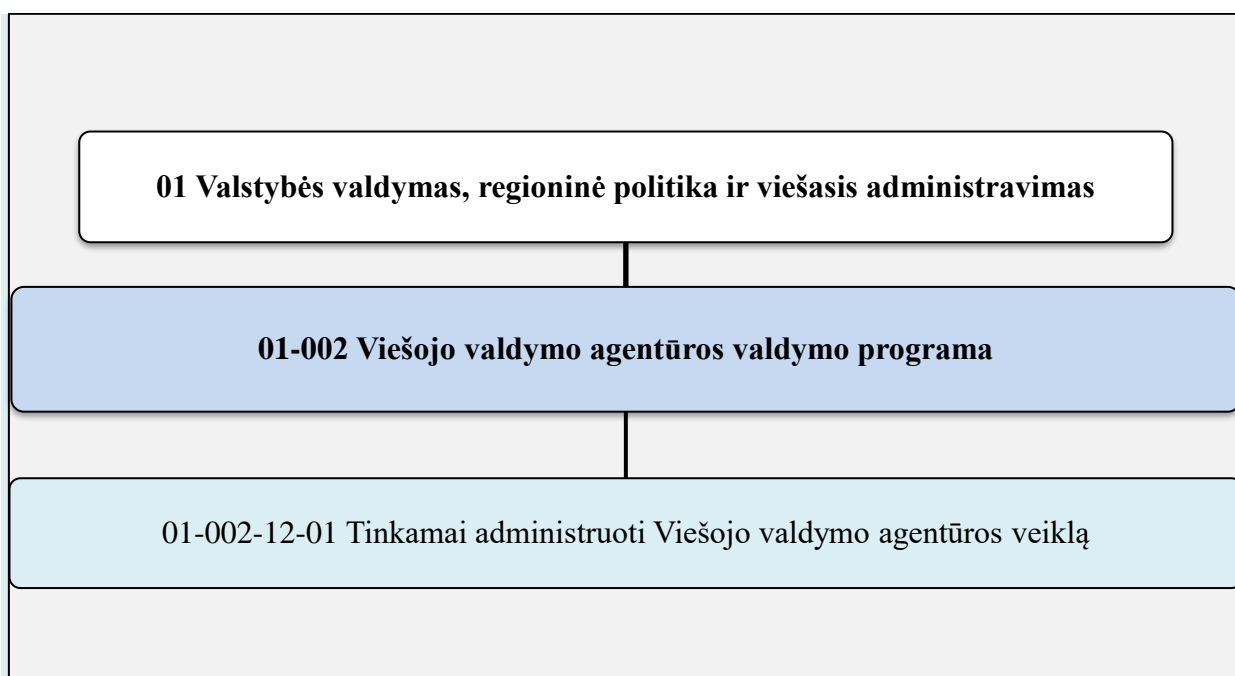 01 Valstybės valdymas, regioninė politika ir viešasis administravimas
01-002 Viešojo valdymo agentūros valdymo programa
01-002-12-01 Tinkamai administruoti Viešojo valdymo agentūros veiklą